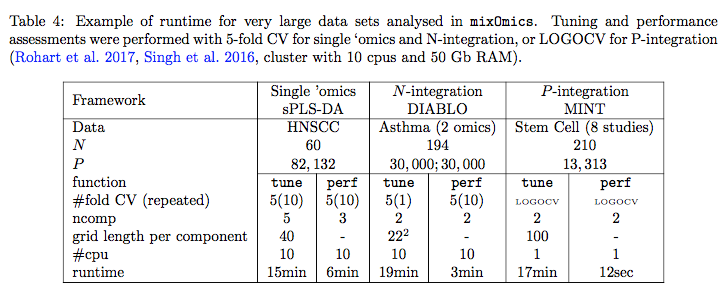 Table 4: Example of runtime for very large data sets analysed in mixOmics. Tuning and performance
assessments were performed with 5-fold CV for single ‘omics and N-integration, or LOGOCV for P-integration
(Rohart et al. 2017, Singh et al. 2016, cluster with 10 cpus and 50 Gb RAM).
Framework Single ’omics N-integration P-integration
sPLS-DA DIABLO MINT
Data HNSCC Asthma (2 omics) Stem Cell (8 studies)
N 60 194 210
P 82,132 30,000; 30,000 13,313
function tune perf tune perf tune perf
#fold CV (repeated) 5(10) 5(10) 5(1) 5(10) LOGOCV LOGOCV
ncomp 5 3 2 2 2 2
grid length per component 40 - 22² - 100 -
#cpu 10 10 10 10 1 1
runtime 15min 6min 19min 3min 17min 12sec